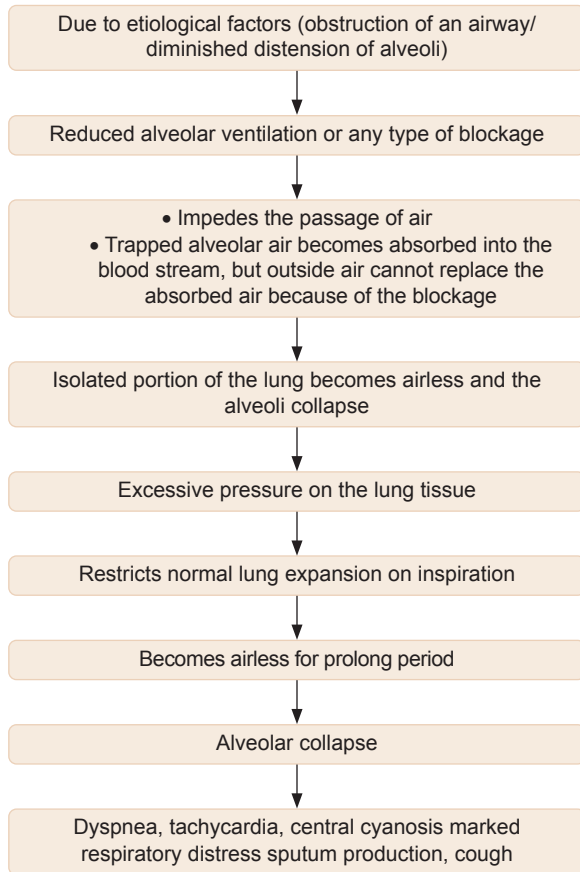 Due to etiological factors (obstruction of an airway/
diminished distension of alveoli)
Reduced alveolar ventilation or any type of blockage
• Impedes the passage of air
• Trapped alveolar air becomes absorbed into the
blood stream, but outside air cannot replace the
absorbed air because of the blockage
Isolated portion of the lung becomes airless and the
alveoli collapse
Excessive pressure on the lung tissue
Restricts normal lung expansion on inspiration
Becomes airless for prolong period
Alveolar collapse
Dyspnea, tachycardia, central cyanosis marked
respiratory distress sputum production, cough